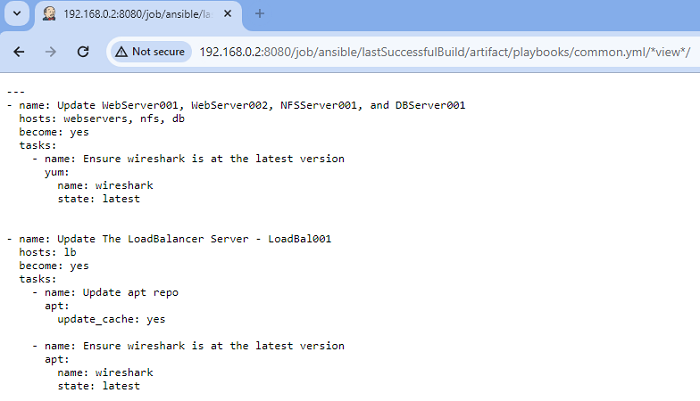 192.168.0.2:8080/job/ansible/las
Not secure 192.168.0.2:8080/job/ansible/lastSuccessfulBuild/artifact/playbooks/common.yml/*view*/
---
- name: Update WebServer001, WebServer002, NFSServer001, and DBServer001
  hosts: webservers, nfs, db
  become: yes
  tasks:
    - name: Ensure wireshark is at the latest version
      yum:
        name: wireshark
        state: latest
- name: Update The LoadBalancer Server - LoadBal001
  hosts: lb
  become: yes
  tasks:
    - name: Update apt repo
      apt:
        update_cache: yes
    - name: Ensure wireshark is at the latest version
      apt:
        name: wireshark
        state: latest